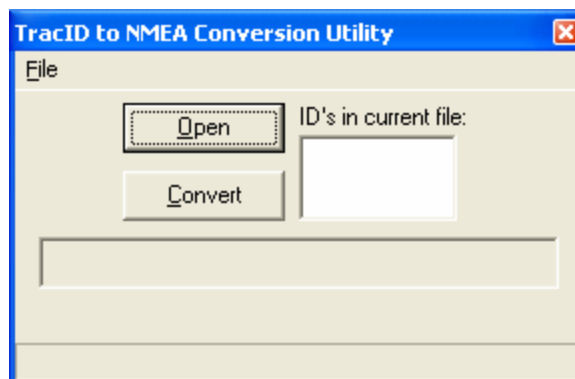 TracID to NMEA Conversion Utility
File
Open
ID's in current file:
Convert